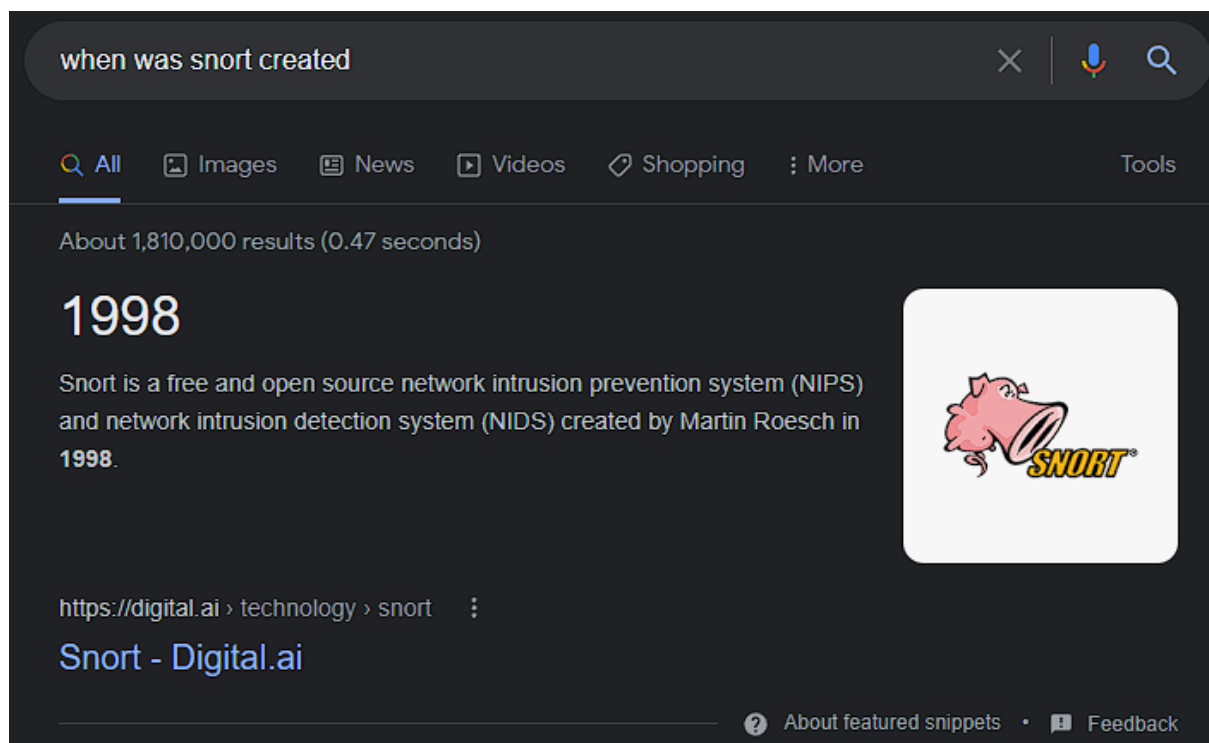 when was snort created
All Images News Videos Shopping More Tools
About 1,810,000 results (0.47 seconds)
1998
Snort is a free and open source network intrusion prevention system (NIPS)
and network intrusion detection system (NIDS) created by Martin Roesch in
1998.
SNORT®
https://digital.ai › technology › snort
Snort - Digital.ai
About featured snippets • Feedback